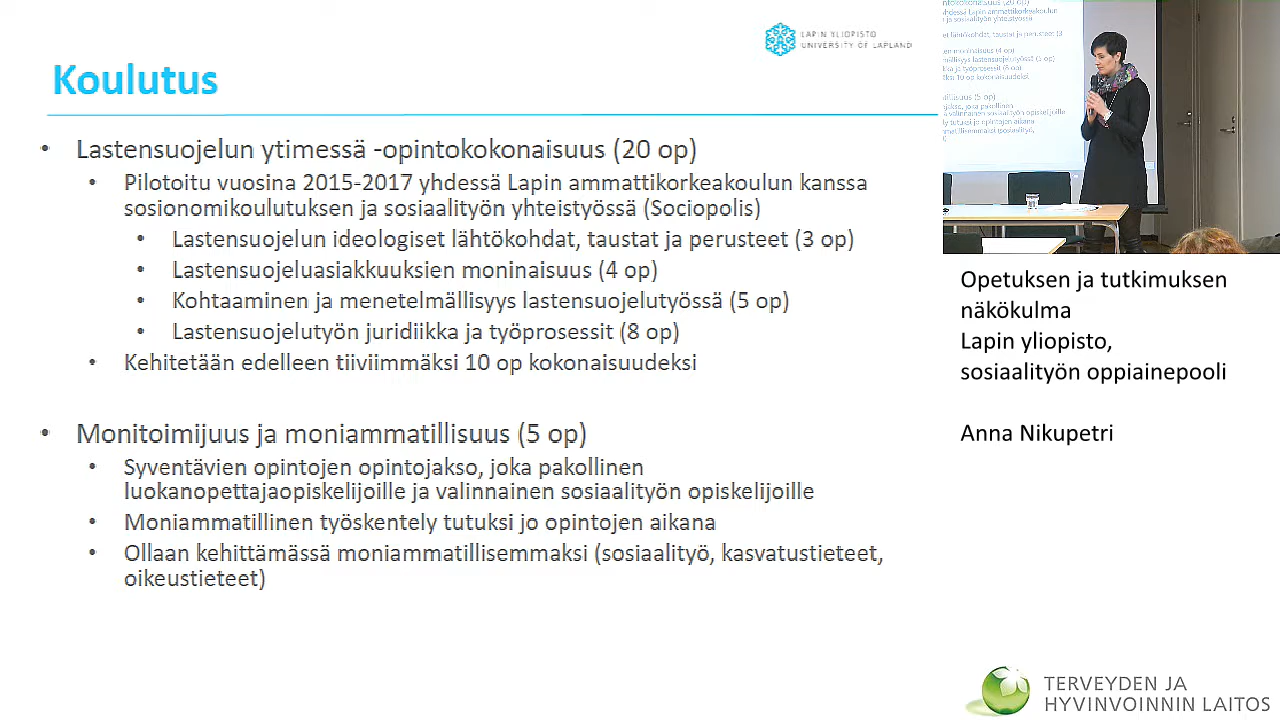 LAPIN YLIOPISTO
UNIVERSITY OF LAPLAND
Koulutus
• Lastensuojelun ytimessä -opintokokonaisuus (20 op)
• Pilotoitu vuosina 2015-2017 yhdessä Lapin ammattikorkeakoulun kanssa
sosionomikoulutuksen ja sosiaalityön yhteistyössä (Sociopolis)
• Lastensuojelun ideologiset lähtökohdat, taustat ja perusteet (3 op)
• Lastensuojeluasiakkuuksien moninaisuus (4 op)
• Kohtaaminen ja menetelmällisyys lastensuojelutyössä (5 op)
• Lastensuojelutyön juridiikka ja työprosessit (8 op)
• Kehitetään edelleen tiiviimmäksi 10 op kokonaisuudeksi
• Monitoimijuus ja moniammatillisuus (5 op)
• Syventävien opintojen opintojakso, joka pakollinen
luokanopettajaopiskelijoille ja valinnainen sosiaalityön opiskelijoille
• Moniammatillinen työskentely tutuksi jo opintojen aikana
• Ollaan kehittämässä moniammatillisemmaksi (sosiaalityö, kasvatustieteet,
oikeustieteet)
Opetuksen ja tutkimuksen
näkökulma
Lapin yliopisto,
sosiaalityön oppiainepooli
Anna Nikupetri
TERVEYDEN JA
HYVINVOINNIN LAITOS